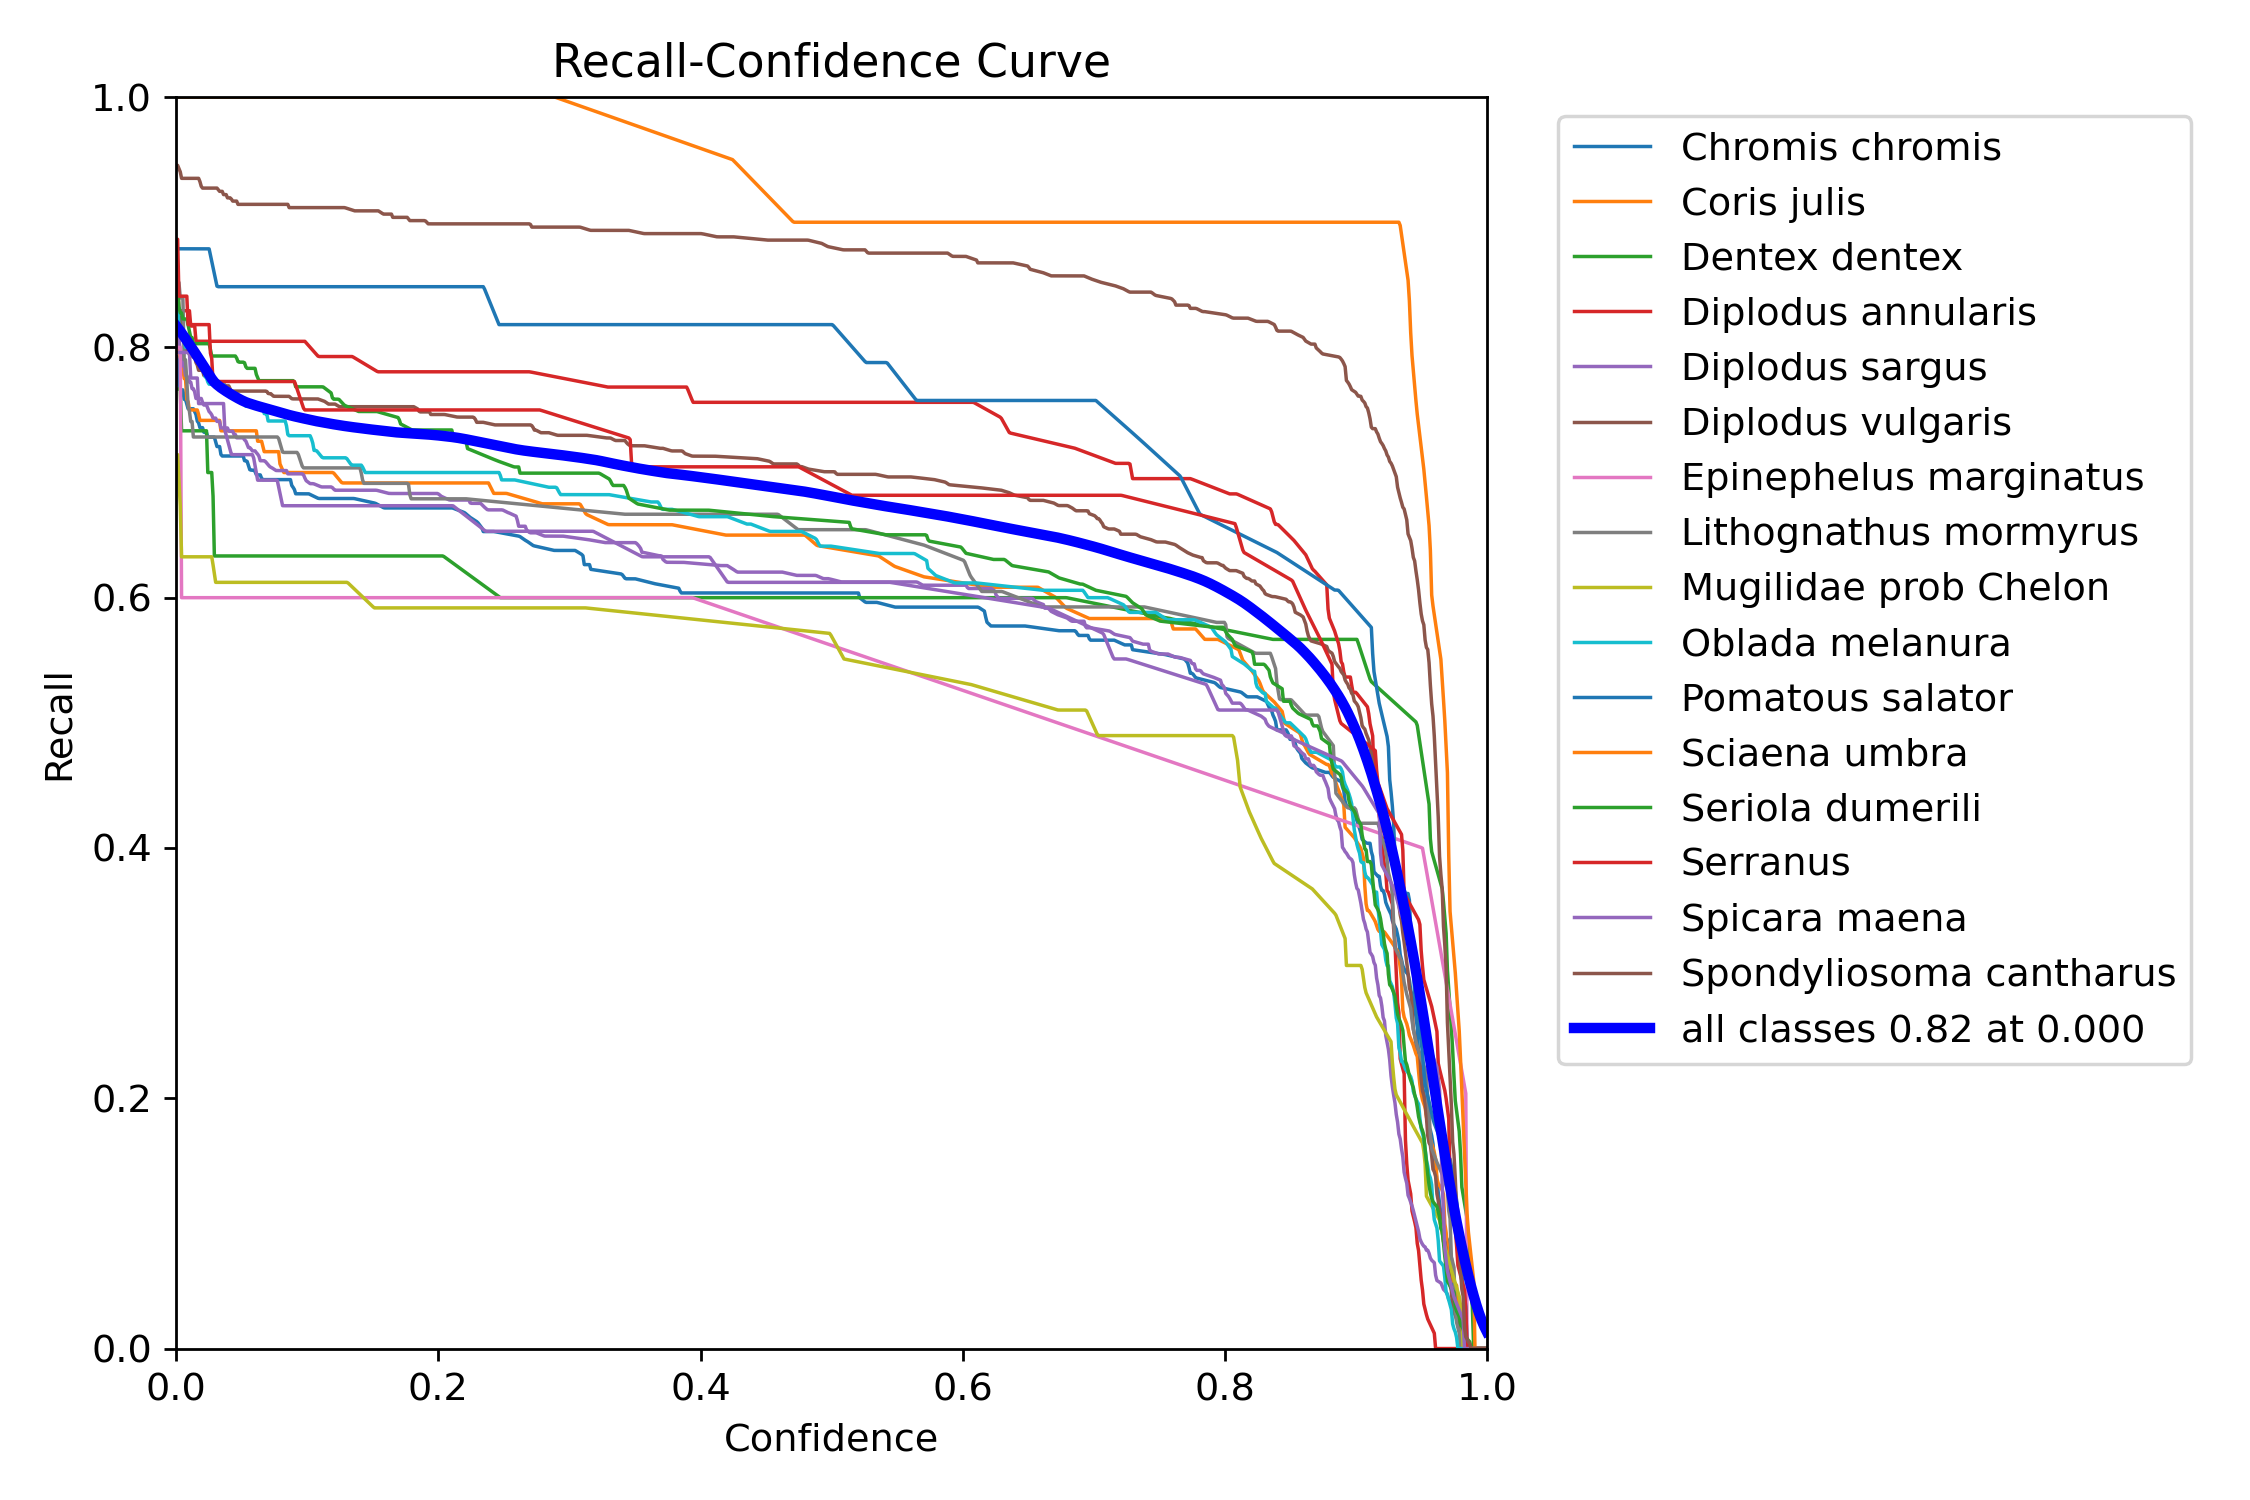 Recall-Confidence Curve
1.0
0.8
0.6
0.4
0.2
0.0
Recall
0.0 0.2 0.4 0.6 0.8 1.0
Confidence
Chromis chromis
Coris julis
Dentex dentex
Diplodus annularis
Diplodus sargus
Diplodus vulgaris
Epinephelus marginatus
Lithognathus mormyrus
Mugilidae prob Chelon
Oblada melanura
Pomatous salator
Sciaena umbra
Seriola dumerili
Serranus
Spicara maena
Spondyliosoma cantharus
all classes 0.82 at 0.000